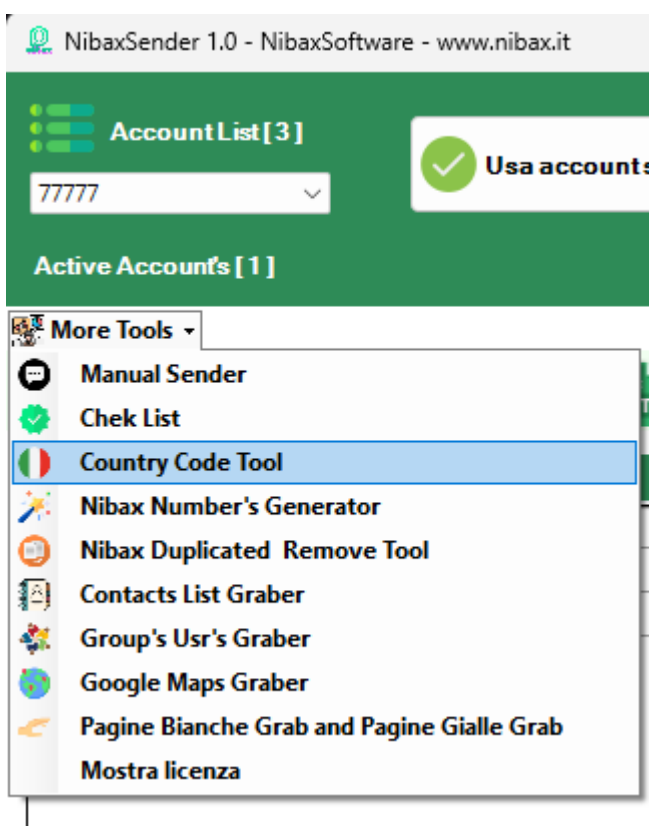 NibaxSender 1.0 - NibaxSoftware - www.nibax.it
Account List [ 3 ]
Usa account
77777
Active Account's [ 1 ]
More Tools
Manual Sender
Chek List
Country Code Tool
Nibax Number's Generator
Nibax Duplicated  Remove Tool
Contacts List Graber
Group's Usr's Graber
Google Maps Graber
Pagine Bianche Grab and Pagine Gialle Grab
Mostra licenza